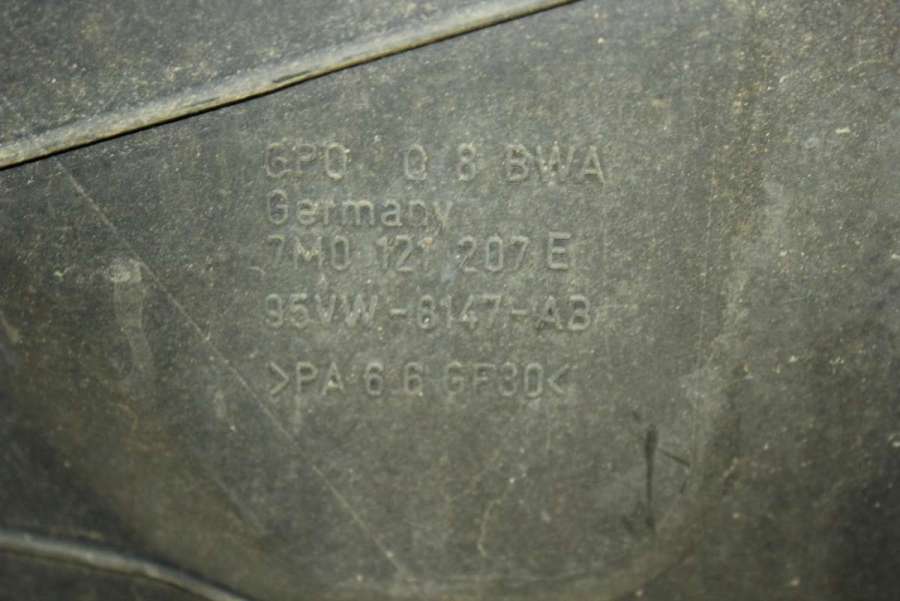 GPO Q 8 BWA
Germany
7M0 121 207 E
95VW-8147-AB
>PA 6.6 GF30<